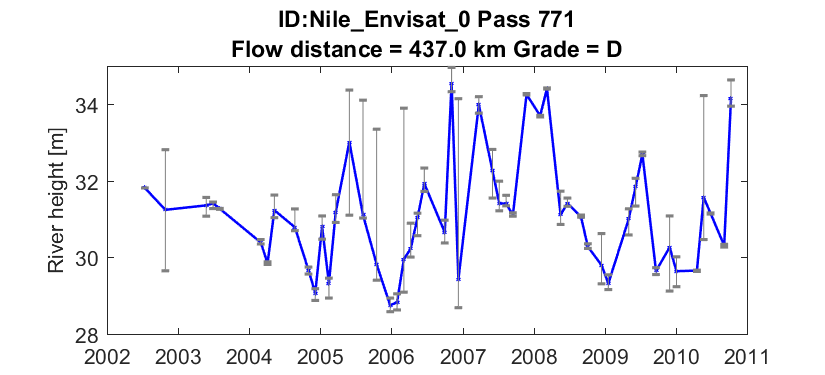 ID:Nile_Envisat_0 Pass 771
Flow distance = 437.0 km Grade = D
River height [m]
34
32
30
28
2002 2003 2004 2005 2006 2007 2008 2009 2010 2011